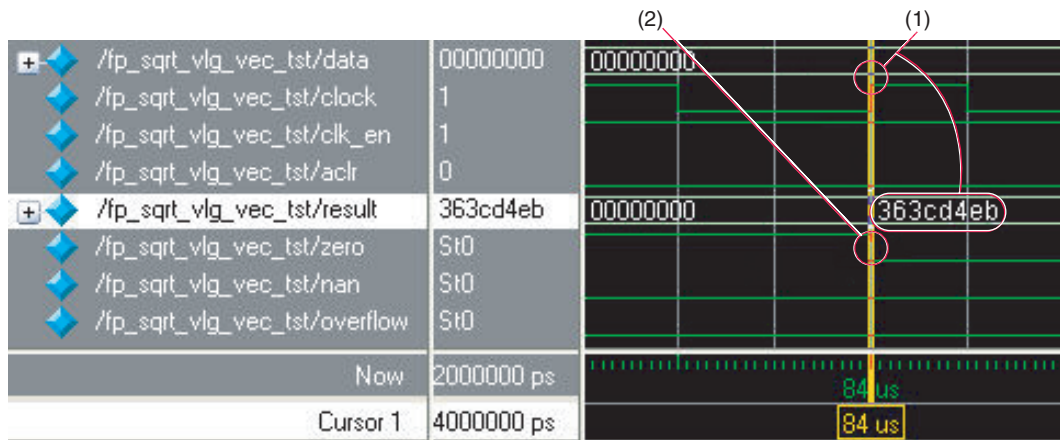 (2) (1)
/fp_sqrt_vlg_vec_tst/data 00000000 00000000
/fp_sqrt_vlg_vec_tst/clock 1
/fp_sqrt_vlg_vec_tst/clk_en 1
/fp_sqrt_vlg_vec_tst/aclr 0
/fp_sqrt_vlg_vec_tst/result 363cd4eb 00000000 363cd4eb
/fp_sqrt_vlg_vec_tst/zero St0
/fp_sqrt_vlg_vec_tst/nan St0
/fp_sqrt_vlg_vec_tst/overflow St0
Now 2000000 ps 84 us
Cursor 1 4000000 ps 84 us